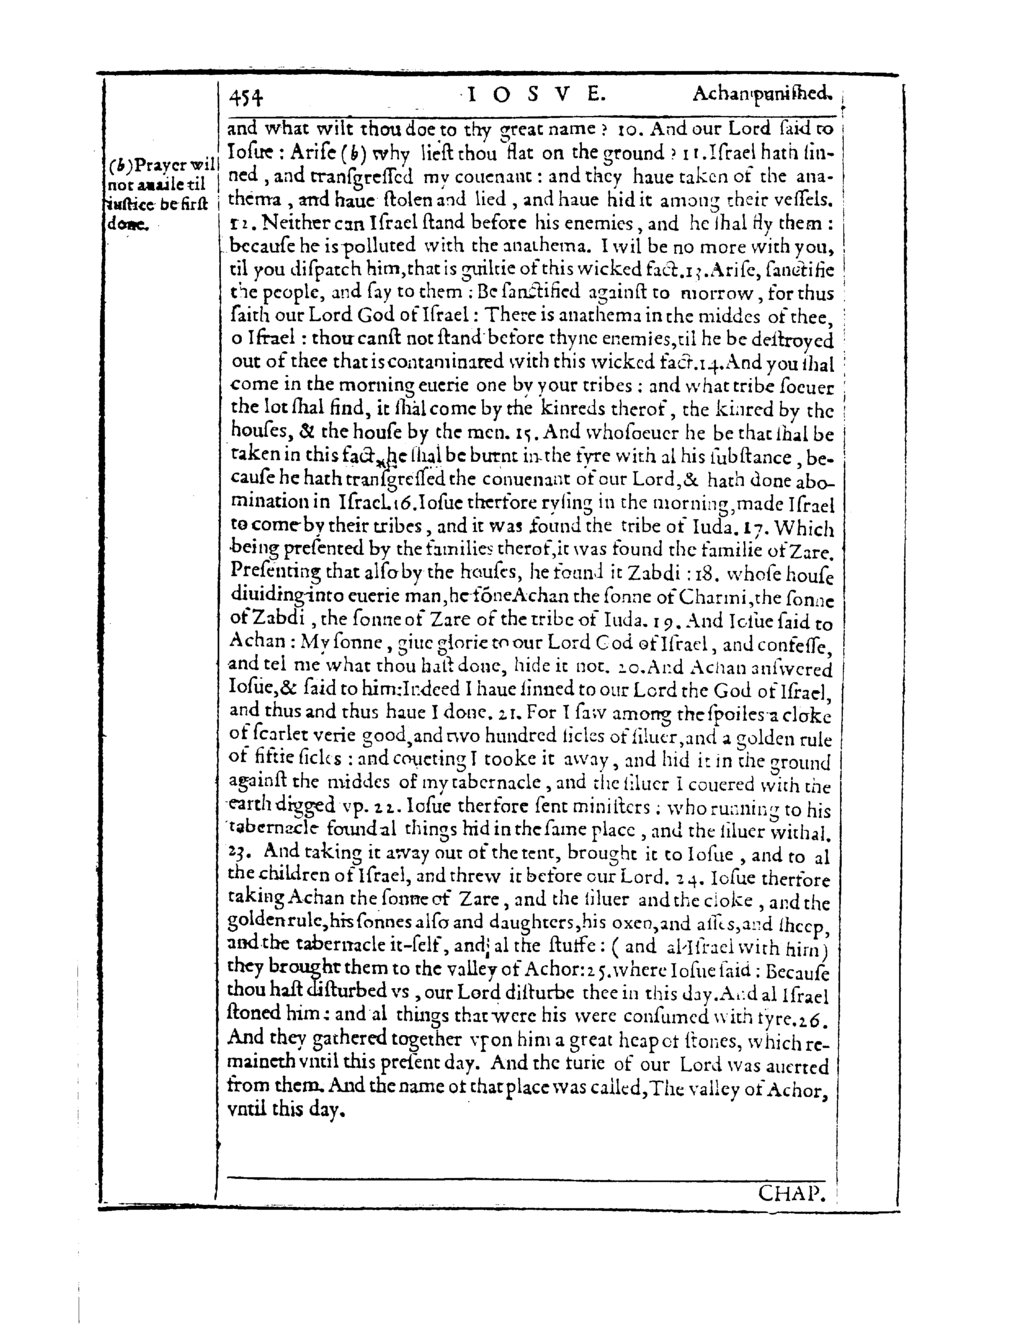 454 IOSVE. Achan punished.
and what wilt thou doe to thy great name ? 10. And our Lord said to
Iosue : Arise (b) why liest thou flat on the ground ? 11. Israel hath sin-
(b) Prayer wil
not auaile til
iustice be first
done.
ned , and transgressed my couenant : and they haue taken of the ana-
thema , and haue stolen and lied , and haue hid it among their vessels.
12. Neither can Israel stand before his enemies, and he shal fly them :
because he is polluted with the anathema. I wil be no more with you,
til you dispatch him, that is guiltie of this wicked fact. 13. Arise, sanctifie
the people, and say to them : Be sanctified against to morrow, for thus
saith our Lord God of Israel : There is anathema in the middes of thee,
o Israel : thou canst not stand before thyne enemies, til he be destroyed
out of thee that is contaminated with this wicked fact. 14. And you shal
come in the morning euerie one by your tribes : and what tribe soeuer
the lot shal find, it shal come by the kinreds therof, the kinred by the
houses, & the house by the men. 15. And whosoeuer he be that shal be
taken in this fact, he shal be burnt in the fyre with al his substance, be-
cause he hath transgressed the conuenant of our Lord, & hath done abo-
mination in Israel. 16. Iosue therfore rysing in the morning, made Israel
to come by their tribes, and it was found the tribe of Iuda. 17. Which
being presented by the families therof, it was found the familie of Zare.
Presenting that also by the houses, he found it Zabdi : 18. whose house
diuiding into euerie man, he fōne Achan the sonne of Charmi, the sonne
of Zabdi , the sonne of Zare of the tribe of Iuda. 19. And Iosue said to
Achan : My sonne , giue glorie to our Lord God of Israel, and confesse,
and tel me what thou hast done, hide it not. 20. And Achan answered
Iosue, & said to him: Indeed I haue sinned to our Lord the God of Israel,
and thus and thus haue I done. 21. For I saw among the spoiles a cloke
of scarlet verie good, and two hundred sicles of siluer, and a golden rule
of fiftie sicles : and coueting I tooke it away, and hid it in the ground
against the middes of my tabernacle , and the siluer I couered with the
earth digged vp. 22. Iosue therfore sent ministers : who running to his
tabernacle found al things hid in the same place , and the siluer withal.
23. And taking it away out of the tent, brought it to Iosue , and to al
the children of Israel, and threw it before our Lord. 24. Iosue therfore
taking Achan the sonne of Zare, and the siluer and the cloke , and the
golden rule, his sonnes also and daughters, his oxen, and asses, and sheep,
and the tabernacle it-self, and al the stuffe : ( and al Israel with him)
they brought them to the valley of Achor: 25. where Iosue said : Because
thou hast disturbed vs , our Lord disturbe thee in this day. And al Israel
stoned him : and al things that were his were consumed with fyre. 26.
And they gathered together vpon him a great heap of stones, which re-
maineth vntil this present day. And the furie of our Lord was auerted
from them. And the name of that place was called, The valley of Achor,
vntil this day.
CHAP.